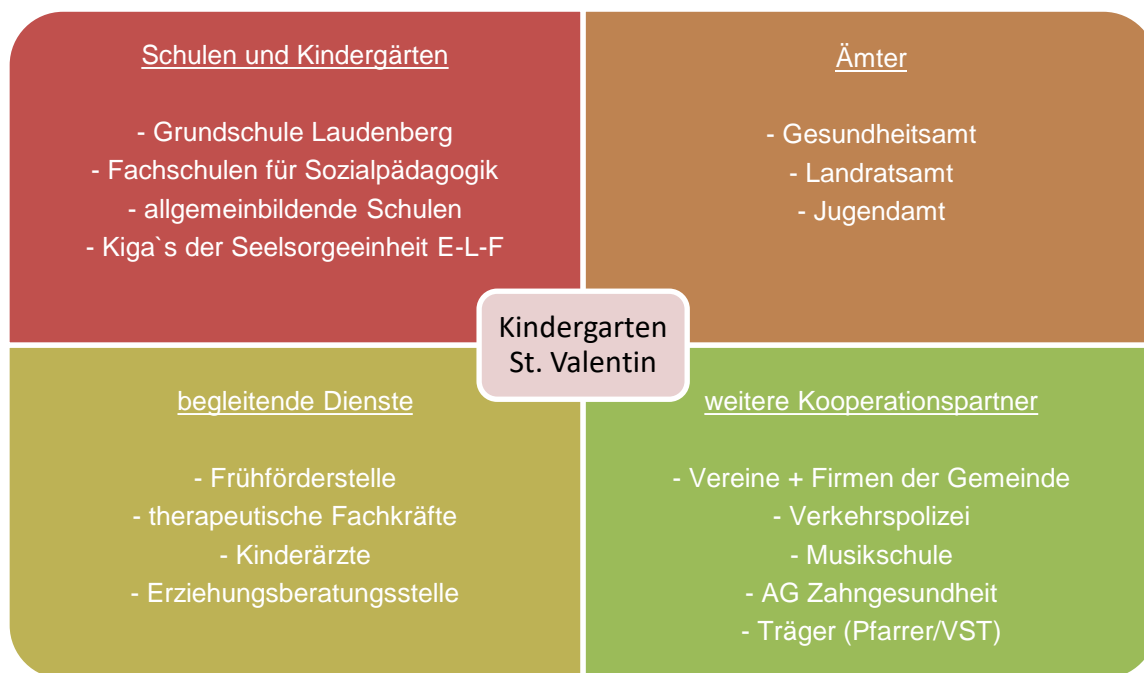 Schulen und Kindergärten
- Grundschule Laudenberg
- Fachschulen für Sozialpädagogik
- allgemeinbildende Schulen
- Kiga`s der Seelsorgeeinheit E-L-F
Ämter
- Gesundheitsamt
- Landratsamt
- Jugendamt
Kindergarten
St. Valentin
begleitende Dienste
- Frühförderstelle
- therapeutische Fachkräfte
- Kinderärzte
- Erziehungsberatungsstelle
weitere Kooperationspartner
- Vereine + Firmen der Gemeinde
- Verkehrspolizei
- Musikschule
- AG Zahngesundheit
- Träger (Pfarrer/VST)